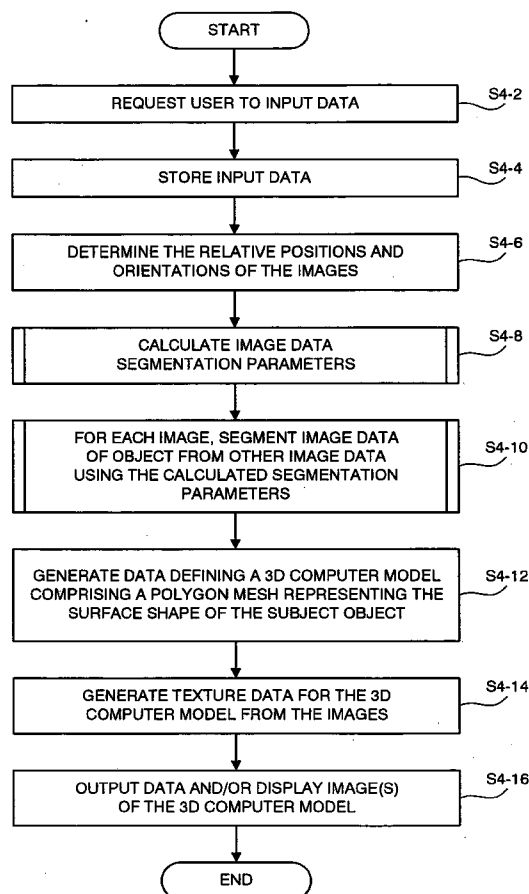 START
REQUEST USER TO INPUT DATA
S4-2
STORE INPUT DATA
S4-4
DETERMINE THE RELATIVE POSITIONS AND
ORIENTATIONS OF THE IMAGES
S4-6
CALCULATE IMAGE DATA
SEGMENTATION PARAMETERS
S4-8
FOR EACH IMAGE, SEGMENT IMAGE DATA
OF OBJECT FROM OTHER IMAGE DATA
USING THE CALCULATED SEGMENTATION
PARAMETERS
S4-10
GENERATE DATA DEFINING A 3D COMPUTER MODEL
COMPRISING A POLYGON MESH REPRESENTING THE
SURFACE SHAPE OF THE SUBJECT OBJECT
S4-12
GENERATE TEXTURE DATA FOR THE 3D
COMPUTER MODEL FROM THE IMAGES
S4-14
OUTPUT DATA AND/OR DISPLAY IMAGE(S)
OF THE 3D COMPUTER MODEL
S4-16
END